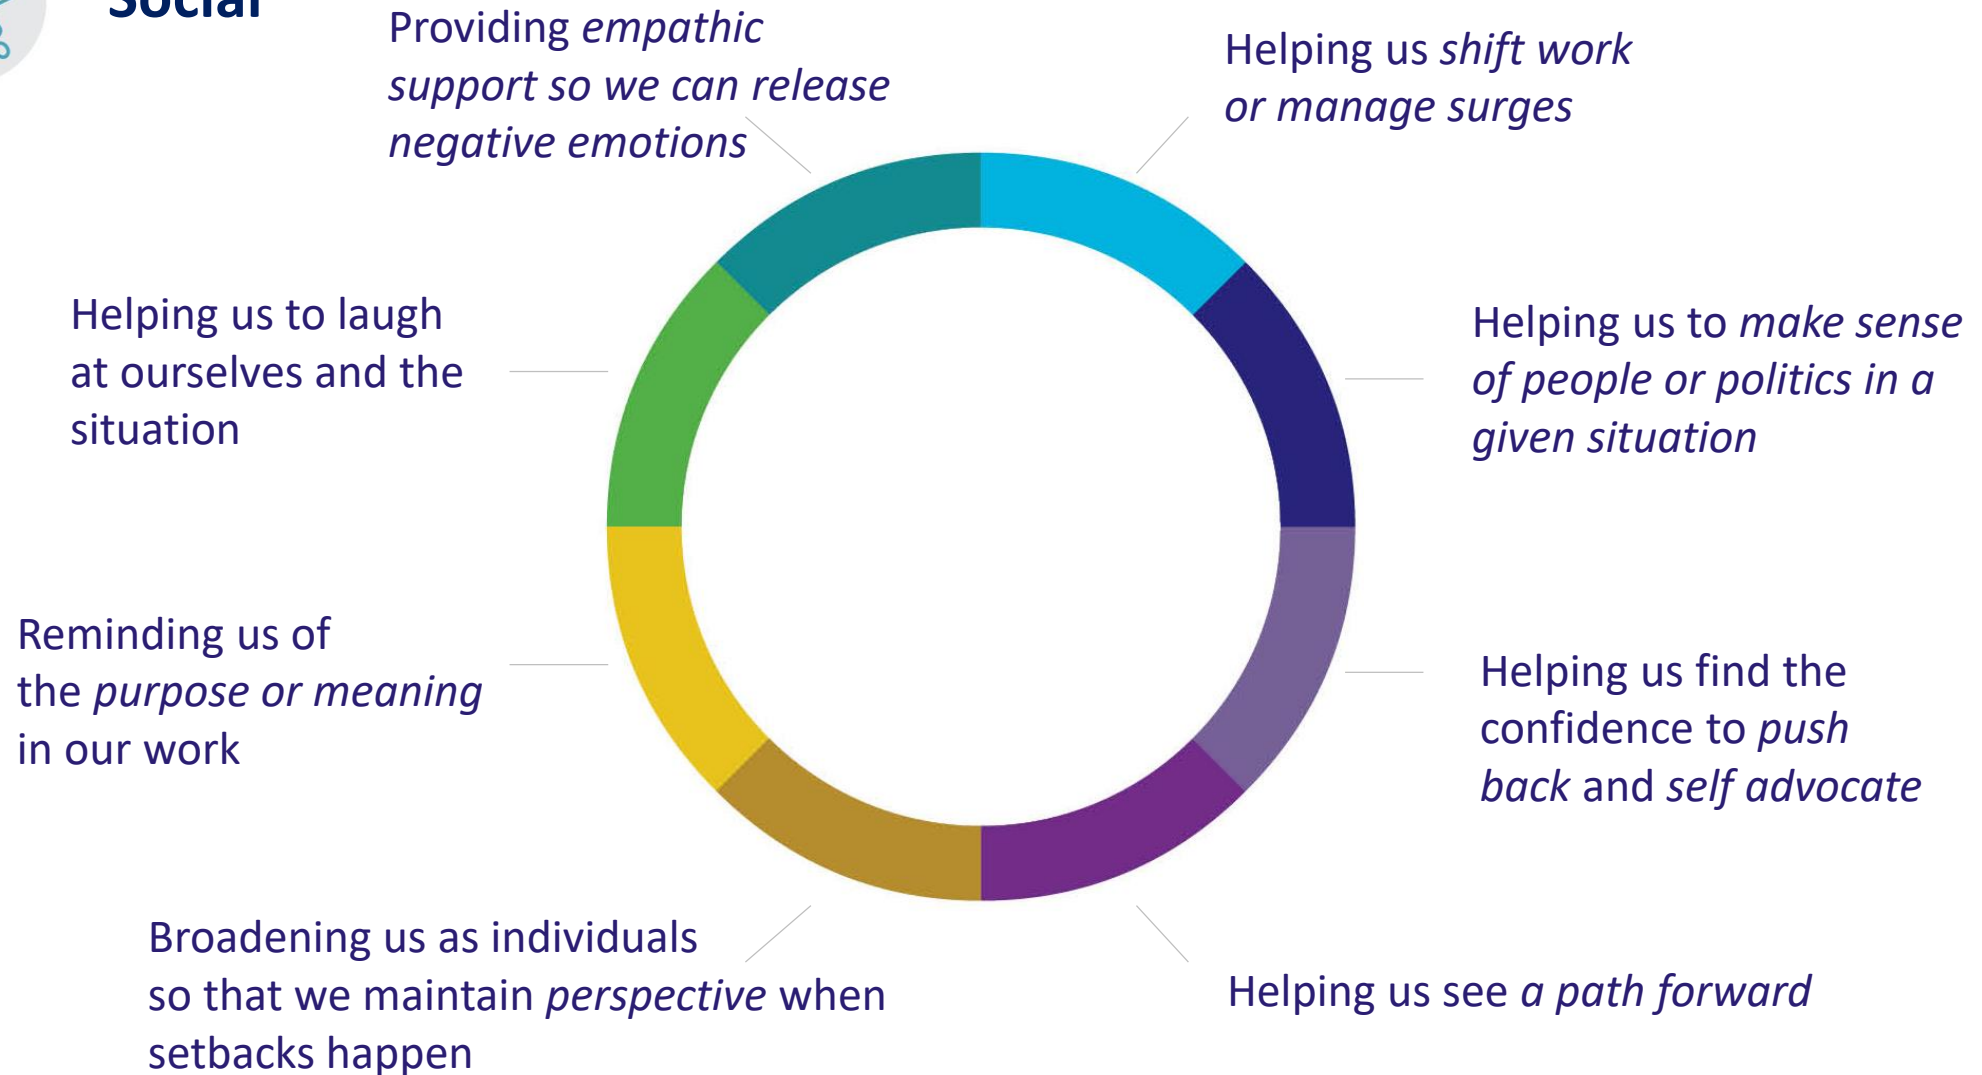 Social
Providing empathic
support so we can release
negative emotions
Helping us shift work
or manage surges
Helping us to laugh
at ourselves and the
situation
Helping us to make sense
of people or politics in a
given situation
Reminding us of
the purpose or meaning
in our work
Helping us find the
confidence to push
back and self advocate
Broadening us as individuals
so that we maintain perspective when
setbacks happen
Helping us see a path forward